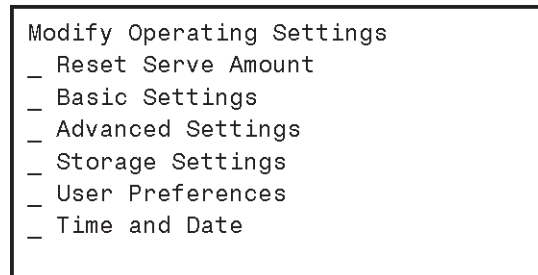 Modify Operating Settings
_ Reset Serve Amount
_ Basic Settings
_ Advanced Settings
_ Storage Settings
_ User Preferences
_ Time and Date